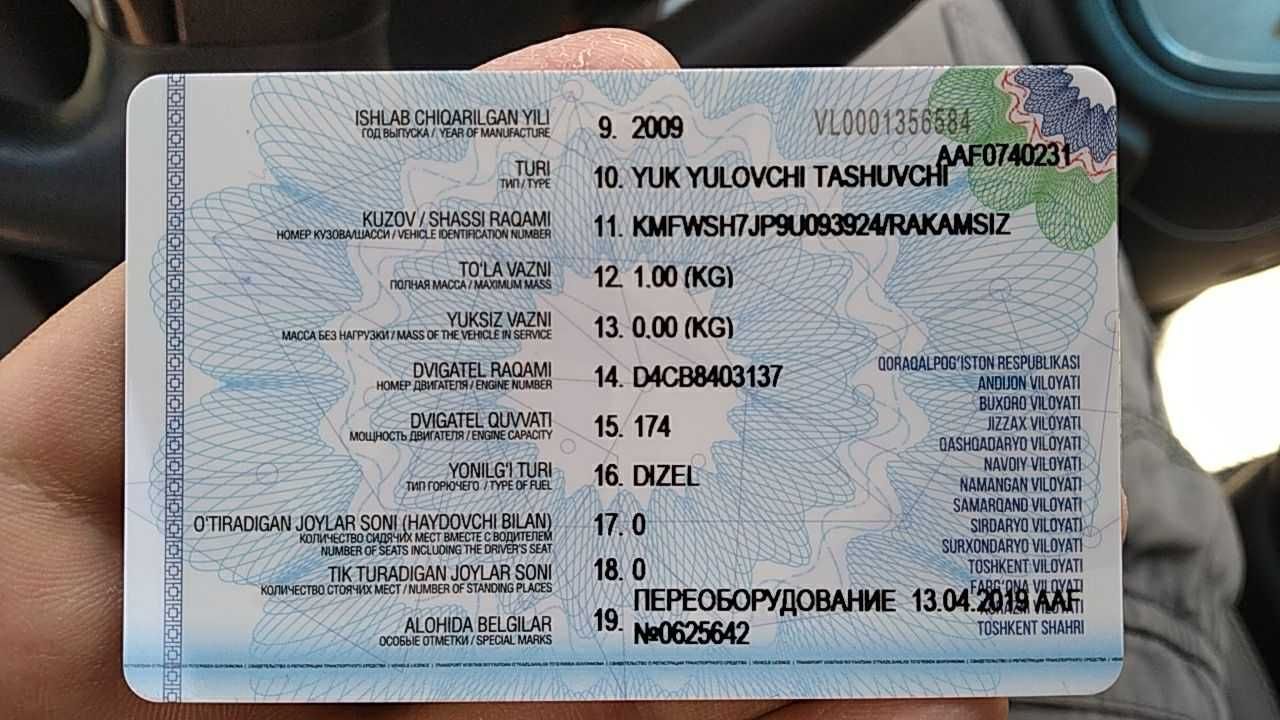 ISHLAB CHIQARILGAN YILI
ГОД ВЫПУСКА / YEAR OF MANUFACTURE
9. 2009
VL0001356584
AAF0740231
TURI
ТИП / TYPE
10. YUK YULOVCHI TASHUVCHI
KUZOV / SHASSI RAQAMI
НОМЕР КУЗОВА/ШАССИ / VEHICLE IDENTIFICATION NUMBER
11. KMFWSH7JP9U093924/RAKAMSIZ
TO'LA VAZNI
ПОЛНАЯ МАССА / MAXIMUM MASS
12. 1.00 (KG)
YUKSIZ VAZNI
МАССА БЕЗ НАГРУЗКИ / MASS OF THE VEHICLE IN SERVICE
13. 0.00 (KG)
DVIGATEL RAQAMI
НОМЕР ДВИГАТЕЛЯ / ENGINE NUMBER
14. D4CB8403137
DVIGATEL QUVVATI
МОЩНОСТЬ ДВИГАТЕЛЯ / ENGINE CAPACITY
15. 174
YONILG'I TURI
ТИП ГОРЮЧЕГО / TYPE OF FUEL
16. DIZEL
O'TIRADIGAN JOYLAR SONI (HAYDOVCHI BILAN)
КОЛИЧЕСТВО СИДЯЧИХ МЕСТ ВМЕСТЕ С ВОДИТЕЛЕМ
NUMBER OF SEATS INCLUDING THE DRIVER'S SEAT
17. 0
TIK TURADIGAN JOYLAR SONI
КОЛИЧЕСТВО СТОЯЧИХ МЕСТ / NUMBER OF STANDING PLACES
18. 0
ALOHIDA BELGILAR
ОСОБЫЕ ОТМЕТКИ / SPECIAL MARKS
19. ПЕРЕОБОРУДОВАНИЕ 13.04.2019 AAF
№0625642
QORAQALPOG'ISTON RESPUBLIKASI
ANDIJON VILOYATI
BUXORO VILOYATI
JIZZAX VILOYATI
QASHQADARYO VILOYATI
NAVOIY VILOYATI
NAMANGAN VILOYATI
SAMARQAND VILOYATI
SIRDARYO VILOYATI
SURXONDARYO VILOYATI
TOSHKENT VILOYATI
FARG'ONA VILOYATI
VILOYATI
TOSHKENT SHAHRI